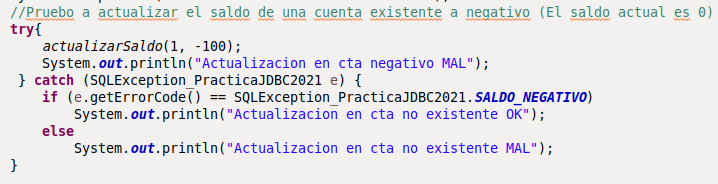 //Pruebo a actualizar el saldo de una cuenta existente a negativo (El saldo actual es 0)
try{
actualizarSaldo(1, -100);
System.out.println("Actualizacion en cta negativo MAL");
} catch (SQLException_PracticaJDBC2021 e) {
if (e.getErrorCode() == SQLException_PracticaJDBC2021.SALDO_NEGATIVO)
System.out.println("Actualizacion en cta no existente OK");
else
System.out.println("Actualizacion en cta no existente MAL");
}